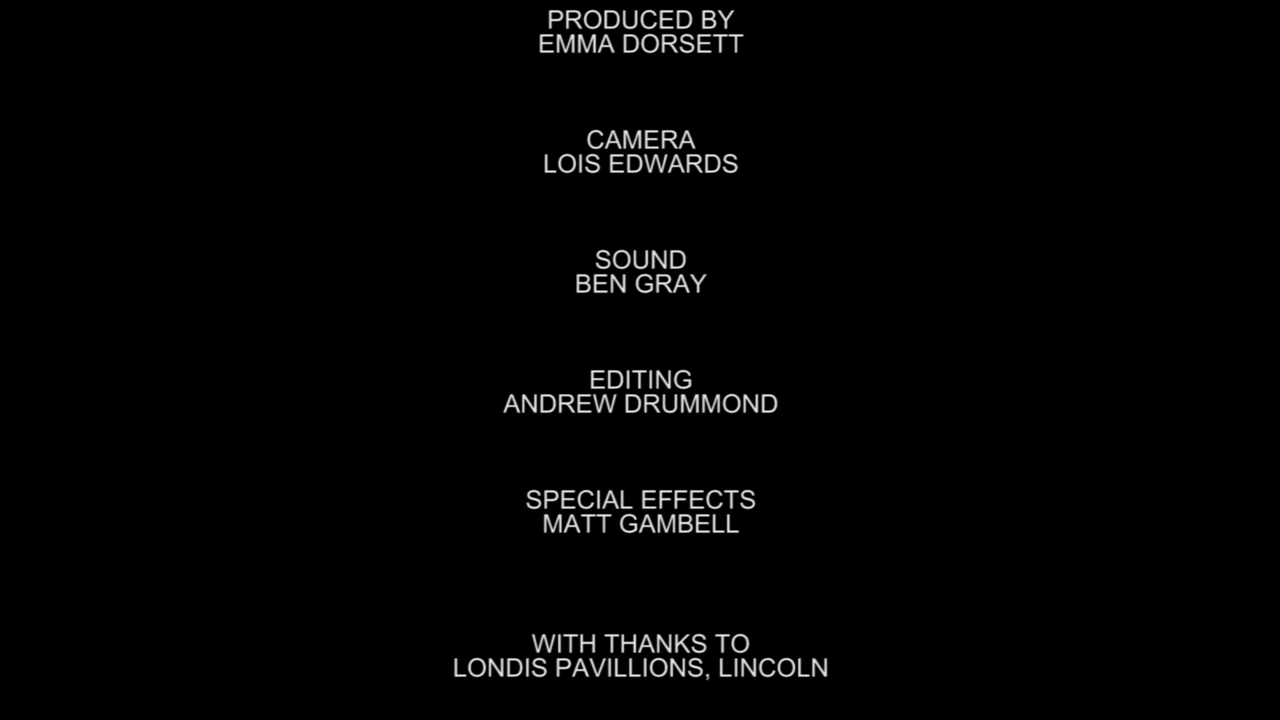 PRODUCED BY
EMMA DORSETT
CAMERA
LOIS EDWARDS
SOUND
BEN GRAY
EDITING
ANDREW DRUMMOND
SPECIAL EFFECTS
MATT GAMBELL
WITH THANKS TO
LONDIS PAVILLIONS, LINCOLN